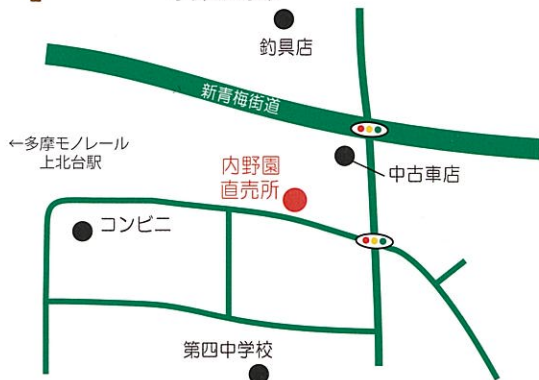 釣具店
新青梅街道
←多摩モノレール
上北台駅
内野園
直売所
中古車店
コンビニ
第四中学校